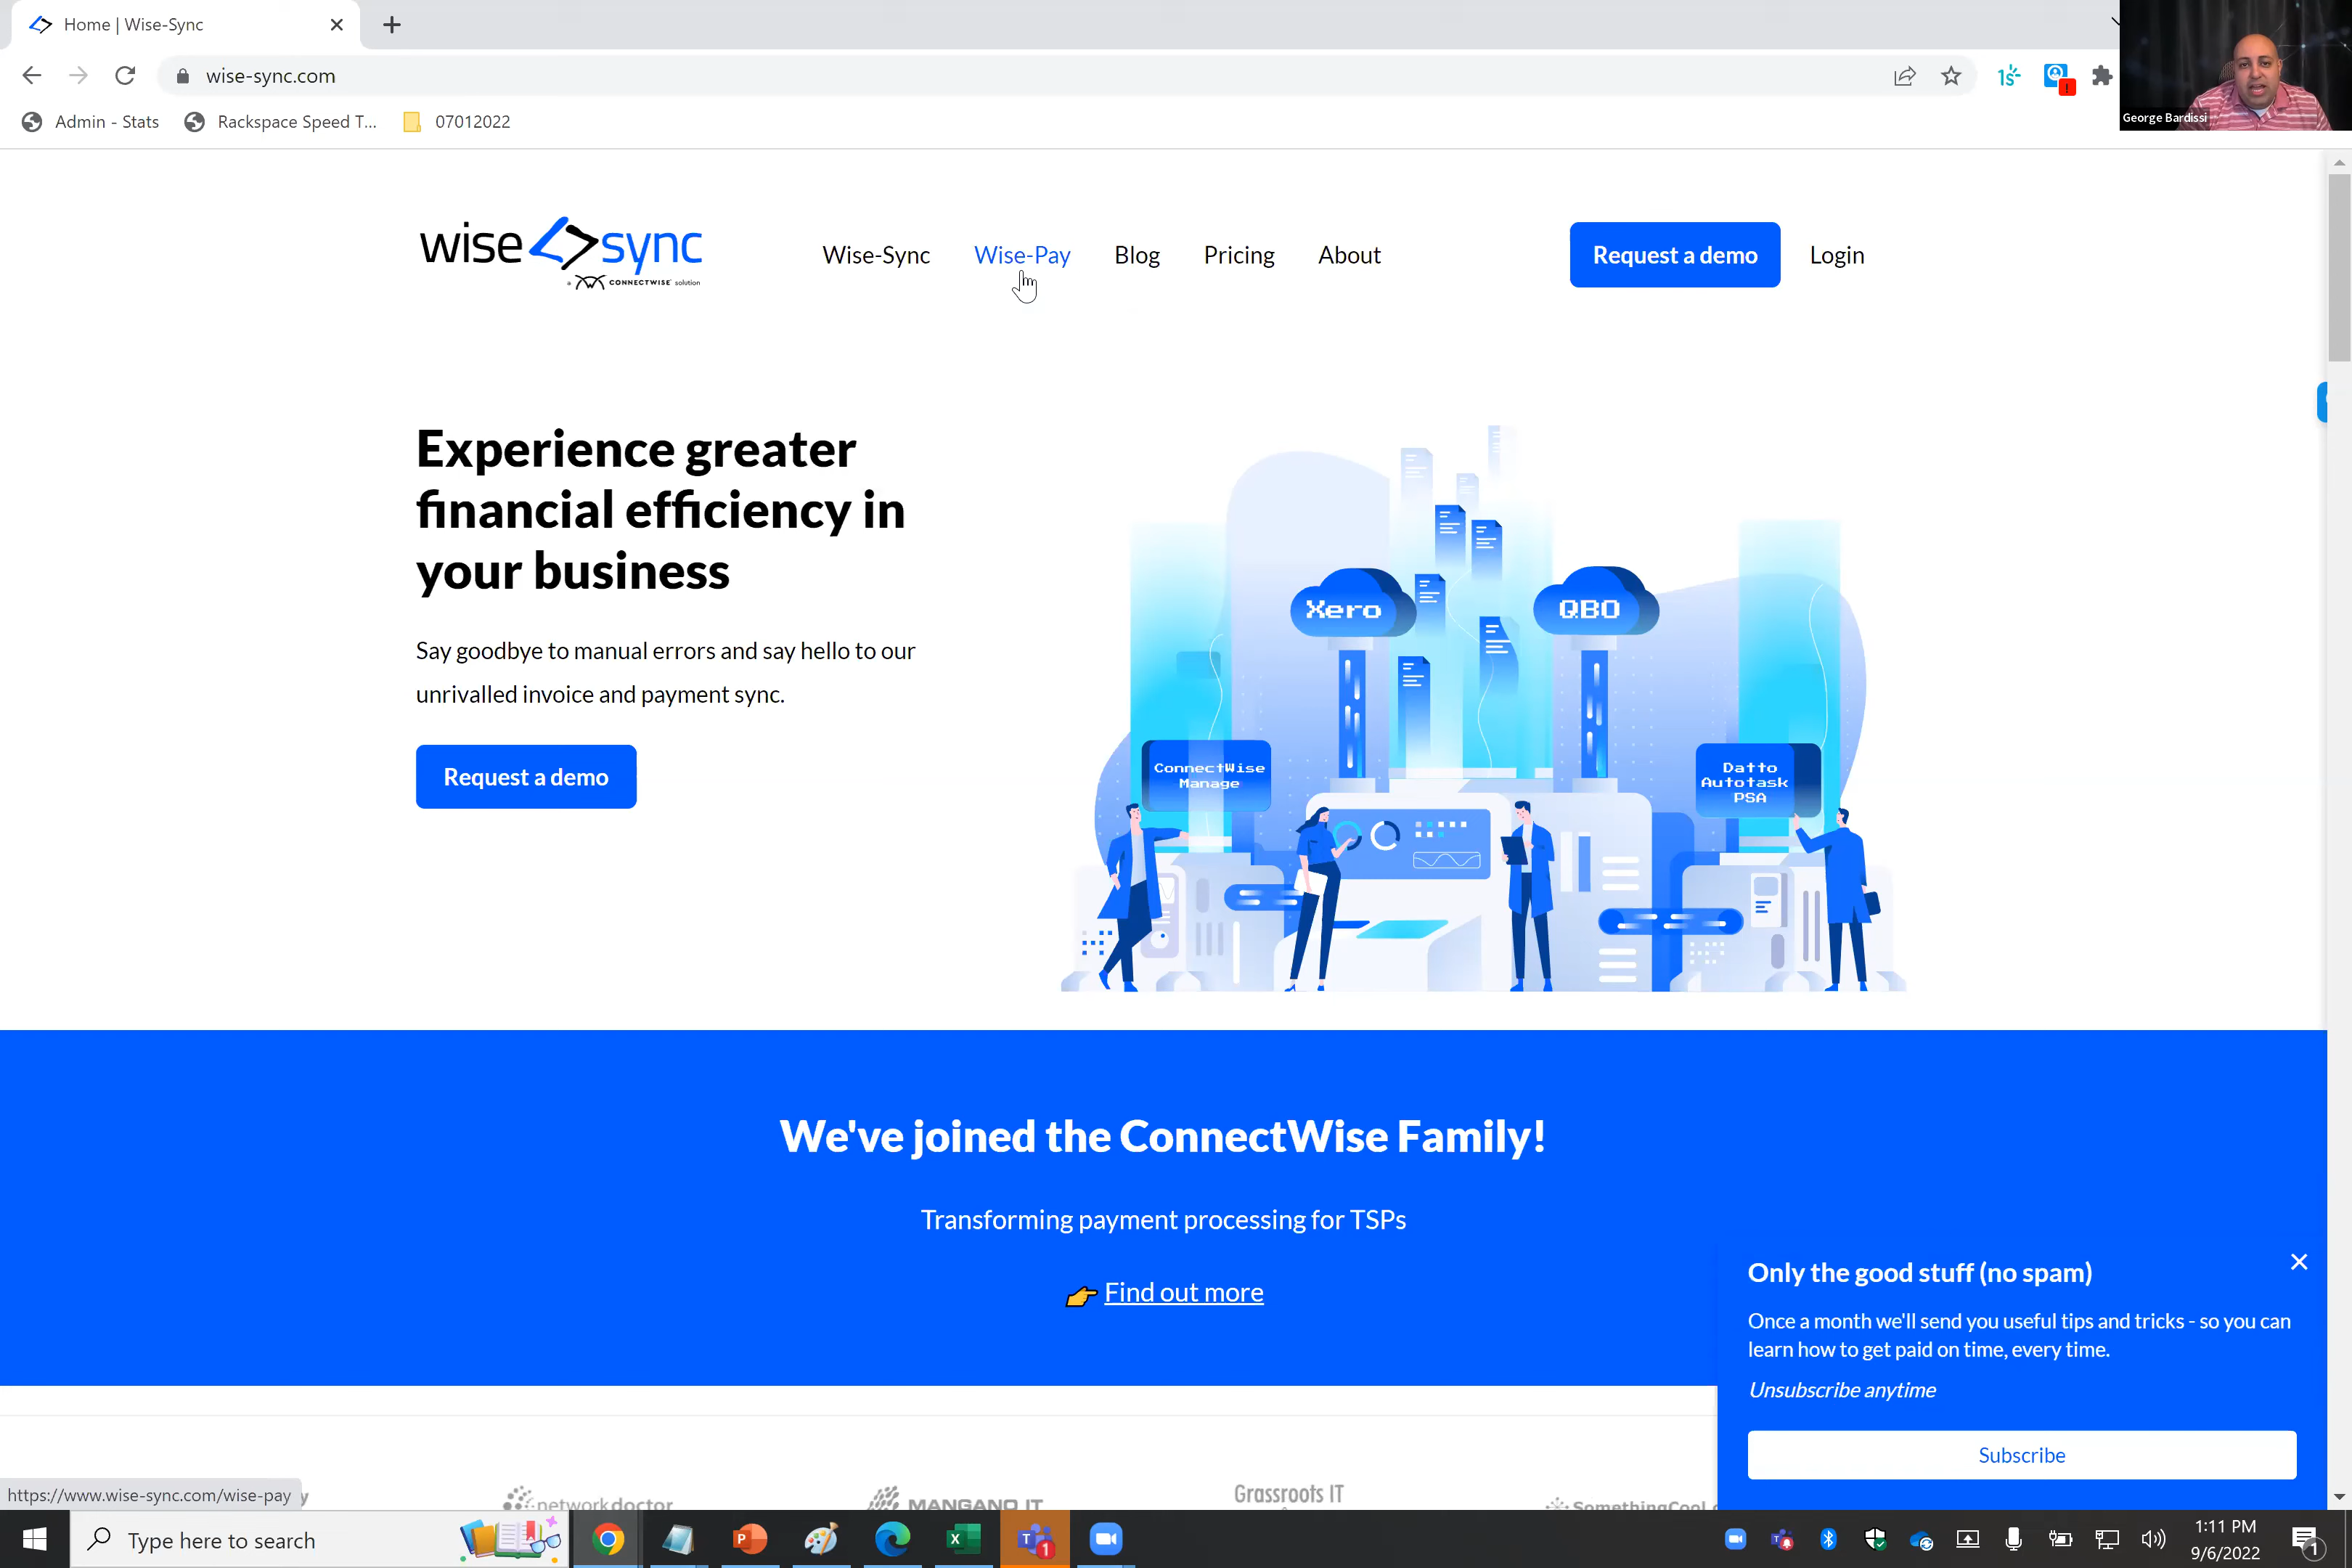 Home | Wise-Sync
wise-sync.com
George Bardissi
Admin - Stats
Rackspace Speed T...
07012022
wise sync
a CONNECTWISE solution
Wise-Sync
Wise-Pay
Blog
Pricing
About
Request a demo
Login
Experience greater
financial efficiency in
your business
Say goodbye to manual errors and say hello to our
unrivalled invoice and payment sync.
Request a demo
Xero
QBO
ConnectWise
Manage
Datto
Autotask
PSA
We've joined the ConnectWise Family!
Transforming payment processing for TSPs
Find out more
Only the good stuff (no spam)
Once a month we'll send you useful tips and tricks - so you can
learn how to get paid on time, every time.
Unsubscribe anytime
Subscribe
https://www.wise-sync.com/wise-pay
networkdoctor
MANGANO IT
Grassroots IT
Type here to search
1
1:11 PM
9/6/2022
1